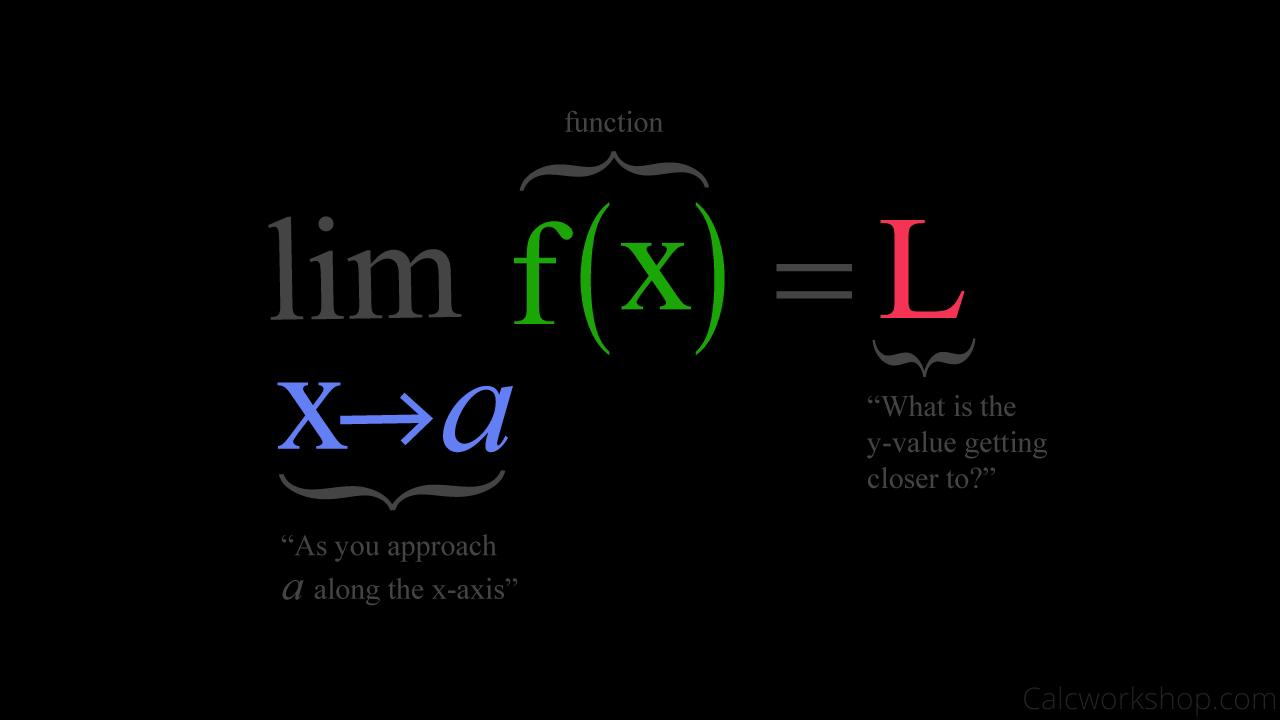 function
lim f(x) = L
x→a
“What is the
y-value getting
closer to?”
“As you approach
a along the x-axis”
Calcworkshop.com